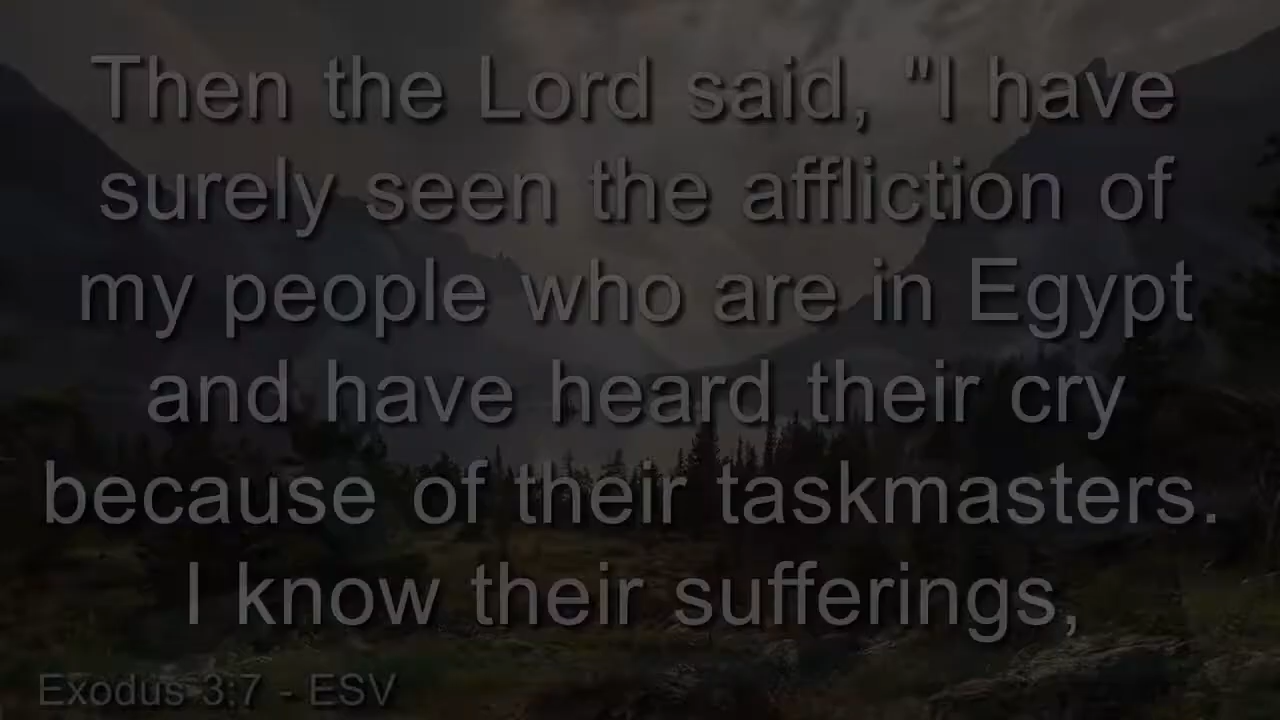 Then the Lord said, "I have
surely seen the affliction of
my people who are in Egypt
and have heard their cry
because of their taskmasters.
I know their sufferings,
Exodus 3:7 - ESV